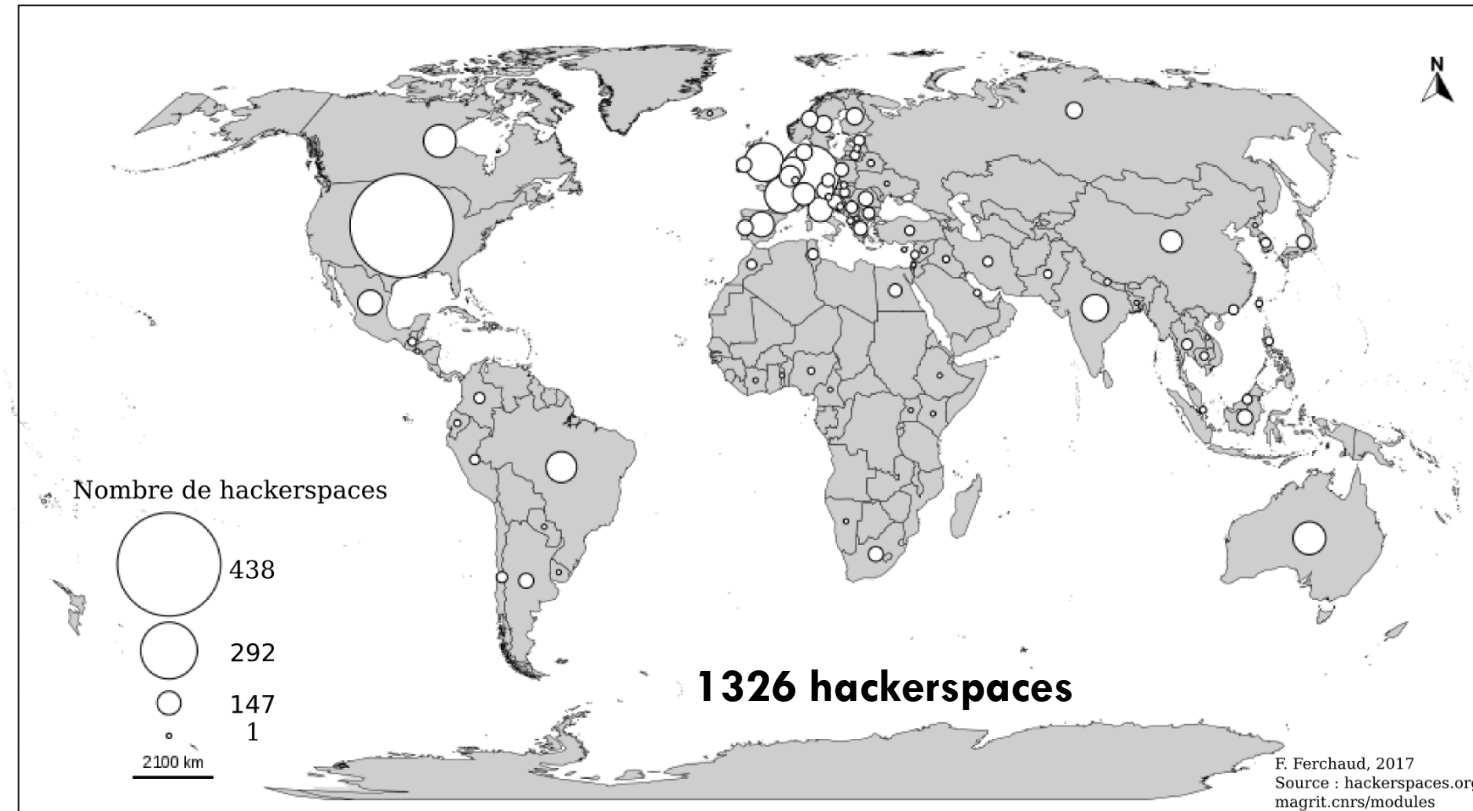 N
Nombre de hackerspaces
438
292
147
1
2100 km
1326 hackerspaces
F. Ferchaud, 2017
Source : hackerspaces.org
magrit.cnrs/modules